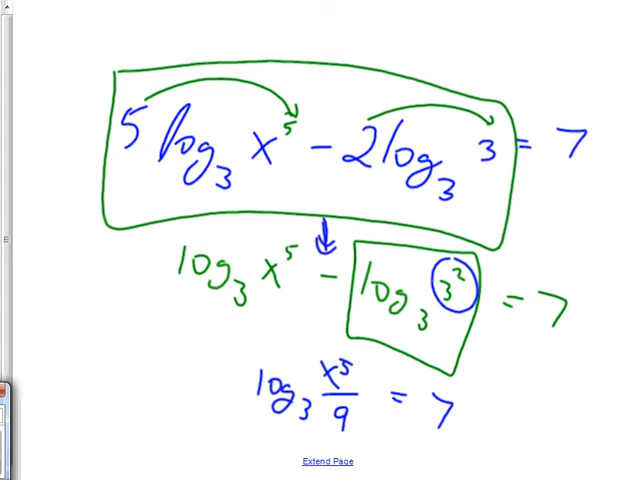 5 log₃ x⁵ − 2 log₃ 3 = 7
log₃ x⁵ − log₃ 3² = 7
log₃ x⁵/9 = 7
Extend Page